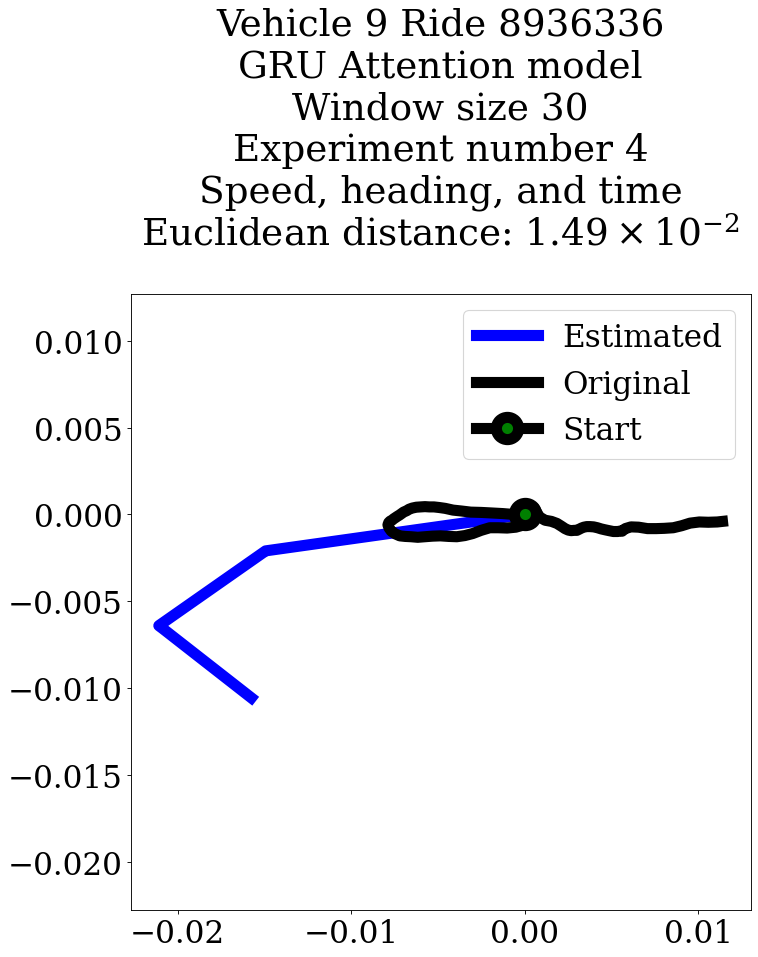 Vehicle 9 Ride 8936336
GRU Attention model
Window size 30
Experiment number 4
Speed, heading, and time
Euclidean distance: 1.49 × 10⁻²
Estimated
Original
Start
0.010
0.005
0.000
−0.005
−0.010
−0.015
−0.020
−0.02 −0.01 0.00 0.01